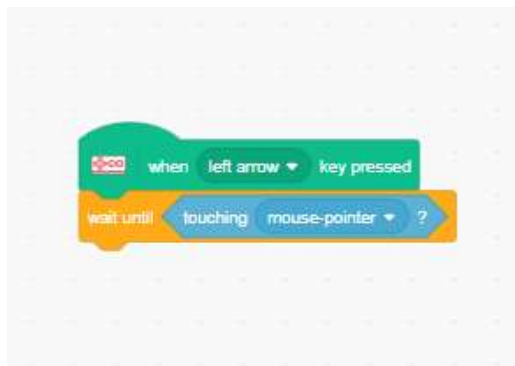 when left arrow key pressed
wait until touching mouse-pointer ?